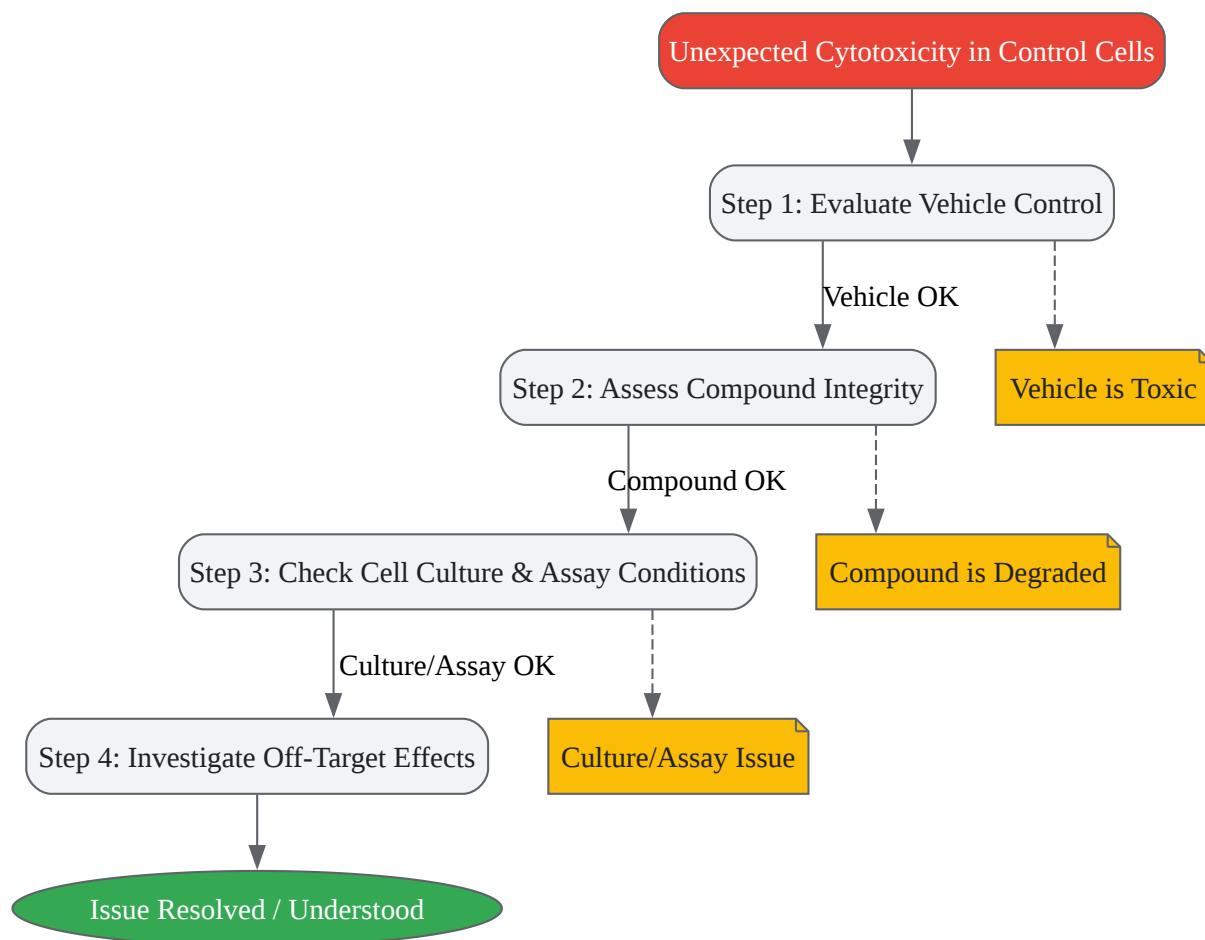 Unexpected Cytotoxicity in Control Cells
Step 1: Evaluate Vehicle Control
Vehicle OK
Step 2: Assess Compound Integrity
Vehicle is Toxic
Compound OK
Step 3: Check Cell Culture & Assay Conditions
Compound is Degraded
Culture/Assay OK
Step 4: Investigate Off-Target Effects
Culture/Assay Issue
Issue Resolved / Understood